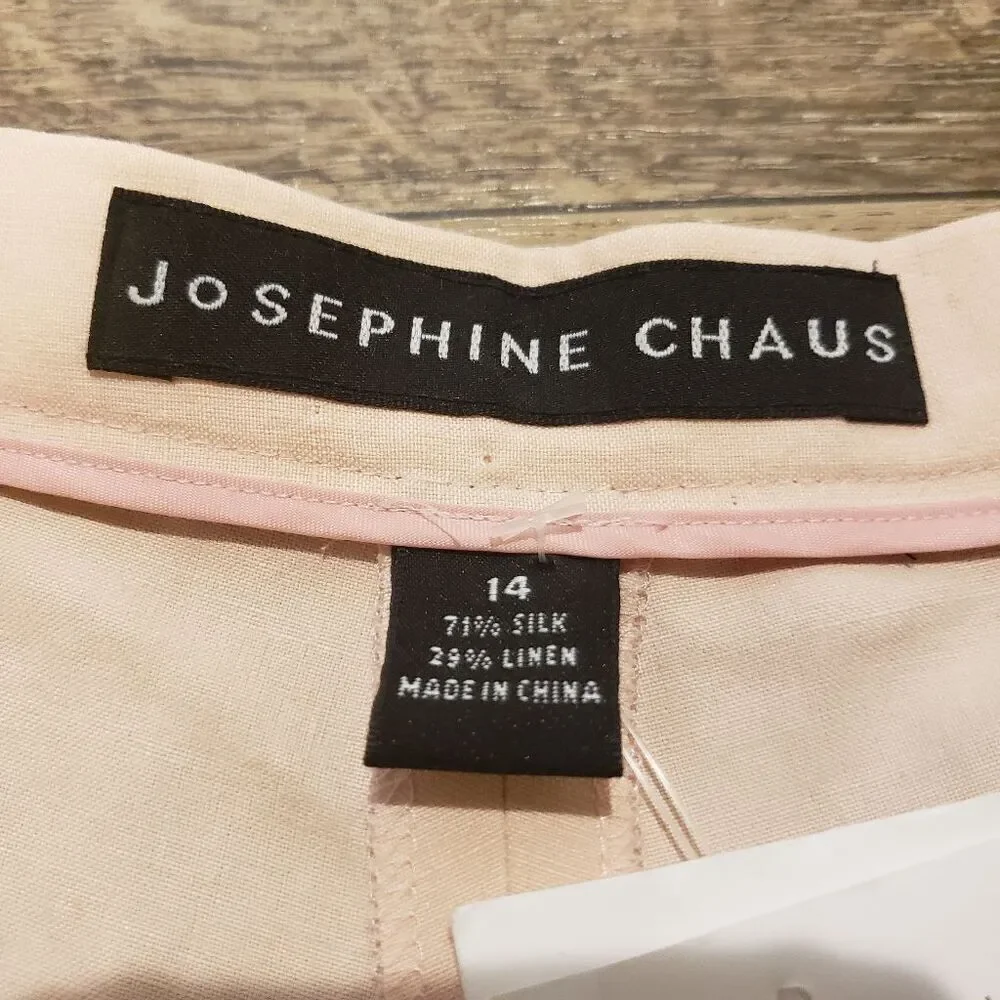 JOSEPHINE CHAUS
14
71% SILK
29% LINEN
MADE IN CHINA